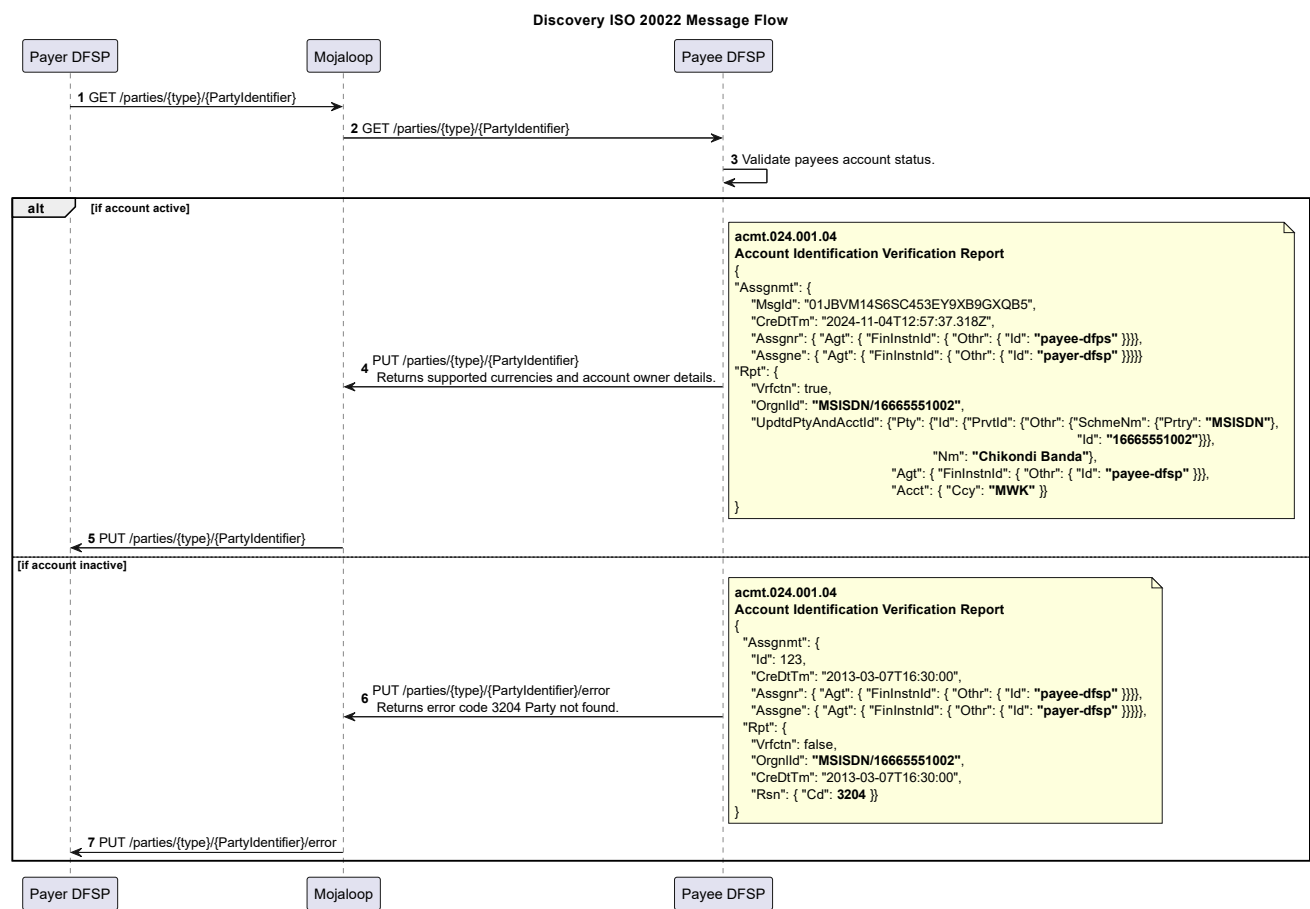 Discovery ISO 20022 Message Flow
Payer DFSP
Mojaloop
Payee DFSP
1 GET /parties/{type}/{PartyIdentifier}
2 GET /parties/{type}/{PartyIdentifier}
3 Validate payees account status.
alt
[if account active]
acmt.024.001.04
Account Identification Verification Report
{
"Assgnmt": {
"MsgId": "01JBVM14S6SC453EY9XB9GXQB5",
"CreDtTm": "2024-11-04T12:57:37.318Z",
"Assgnr": { "Agt": { "FinInstnId": { "Othr": { "Id": "payee-dfps" }}}},
"Assgne": { "Agt": { "FinInstnId": { "Othr": { "Id": "payer-dfsp" }}}}}
"Rpt": {
"Vrfctn": true,
"OrgnlId": "MSISDN/16665551002",
"UpdtdPtyAndAcctId": {"Pty": {"Id": {"PrvtId": {"Othr": {"SchmeNm": {"Prtry": "MSISDN"},
"Id": "16665551002"}}},
"Nm": "Chikondi Banda"},
"Agt": { "FinInstnId": { "Othr": { "Id": "payee-dfsp" }}},
"Acct": { "Ccy": "MWK" }}
}
4 PUT /parties/{type}/{PartyIdentifier}
Returns supported currencies and account owner details.
5 PUT /parties/{type}/{PartyIdentifier}
[if account inactive]
acmt.024.001.04
Account Identification Verification Report
{
"Assgnmt": {
"Id": 123,
"CreDtTm": "2013-03-07T16:30:00",
"Assgnr": { "Agt": { "FinInstnId": { "Othr": { "Id": "payee-dfsp" }}}},
"Assgne": { "Agt": { "FinInstnId": { "Othr": { "Id": "payer-dfsp" }}}}},
"Rpt": {
"Vrfctn": false,
"OrgnlId": "MSISDN/16665551002",
"CreDtTm": "2013-03-07T16:30:00",
"Rsn": { "Cd": 3204 }}
}
6 PUT /parties/{type}/{PartyIdentifier}/error
Returns error code 3204 Party not found.
7 PUT /parties/{type}/{PartyIdentifier}/error
Payer DFSP
Mojaloop
Payee DFSP